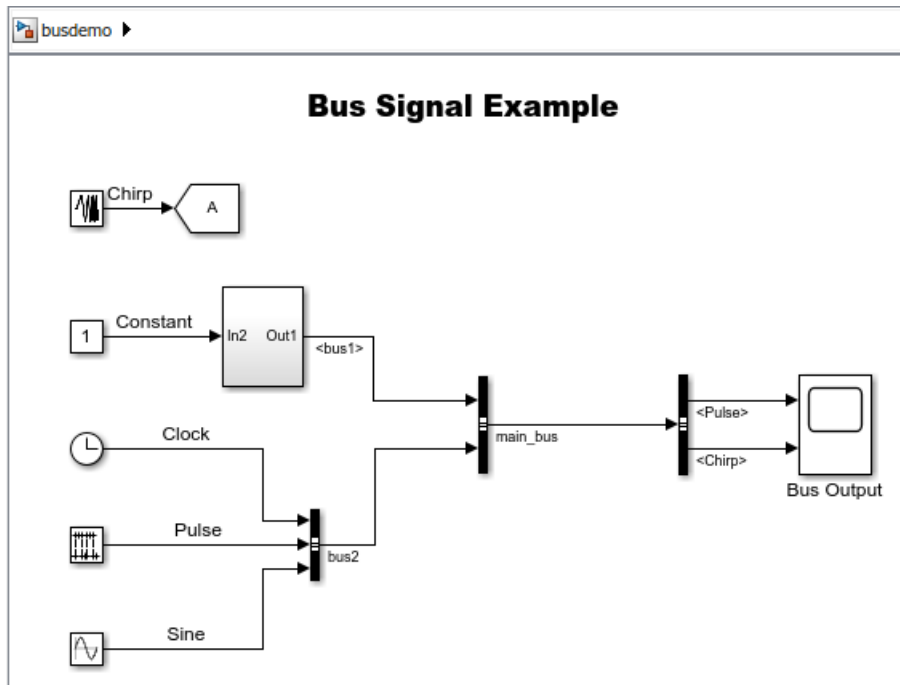 busdemo
Bus Signal Example
Chirp
A
Constant
1
In2
Out1
<bus1>
Clock
main_bus
<Pulse>
<Chirp>
Bus Output
Pulse
bus2
Sine